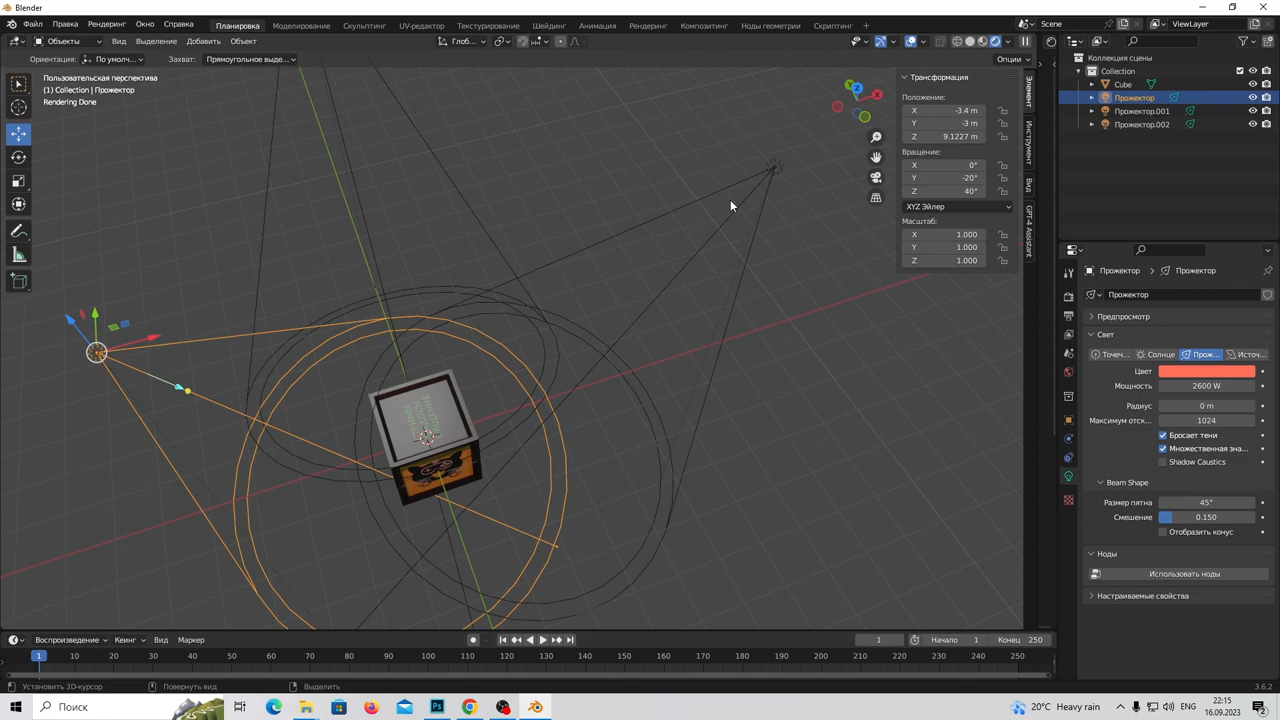 Blender
Файл Правка Рендеринг Окно Справка Планировка Моделирование Скульптинг UV-редактор Текстурирование Шейдинг Анимация Рендеринг Композитинг Ноды геометрии Скриптинг + Scene ViewLayer
Объекты Вид Выделение Добавить Объект Глоб...
Ориентация: По умолч... Захват: Прямоугольное выде... Опции
Пользовательская перспектива
(1) Collection | Прожектор
Rendering Done
Трансформация
Положение:
X -3.4 m
Y -3 m
Z 9.1227 m
Вращение:
X 0°
Y -20°
Z 40°
XYZ Эйлер
Масштаб:
X 1.000
Y 1.000
Z 1.000
Элемент
Инструмент
Вид
GPT-4 Assistant
Z
Y
X
Коллекция сцены
Collection
Cube
Прожектор
Прожектор.001
Прожектор.002
Прожектор > Прожектор
Прожектор
Предпросмотр
Свет
Точеч... Солнце Прож... Источ...
Цвет
Мощность 2600 W
Радиус 0 m
Максимум отск... 1024
Бросает тени
Множественная зна...
Shadow Caustics
Beam Shape
Размер пятна 45°
Смешение 0.150
Отобразить конус
Ноды
Использовать ноды
Настраиваемые свойства
Воспроизведение Кеинг Вид Маркер 1 Начало 1 Конец 250
1 10 20 30 40 50 60 70 80 90 100 110 120 130 140 150 160 170 180 190 200 210 220 230 240 250
Установить 3D-курсор Повернуть вид Выделить 3.6.2
Поиск Ps 20°C Heavy rain ENG 22:15 16.09.2023 2